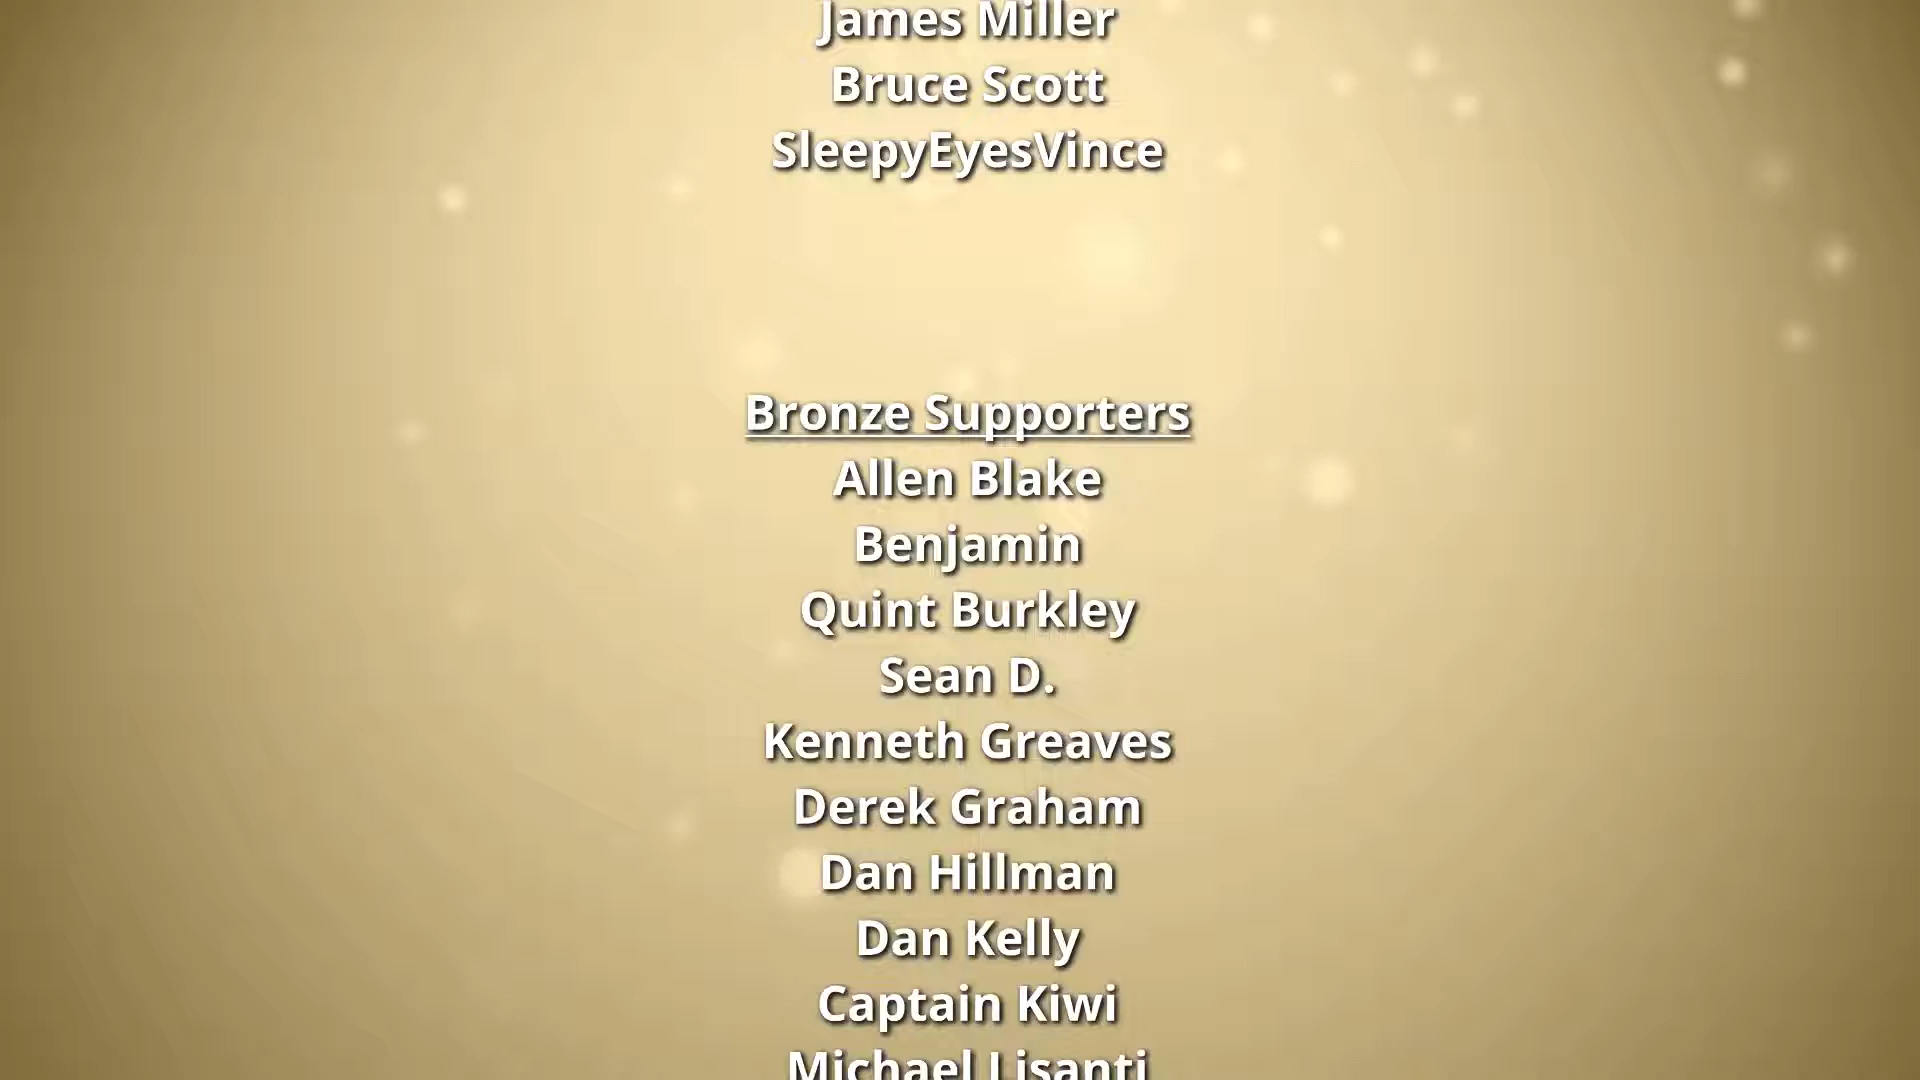 James Miller
Bruce Scott
SleepyEyesVince
Bronze Supporters
Allen Blake
Benjamin
Quint Burkley
Sean D.
Kenneth Greaves
Derek Graham
Dan Hillman
Dan Kelly
Captain Kiwi
Michael Lisanti